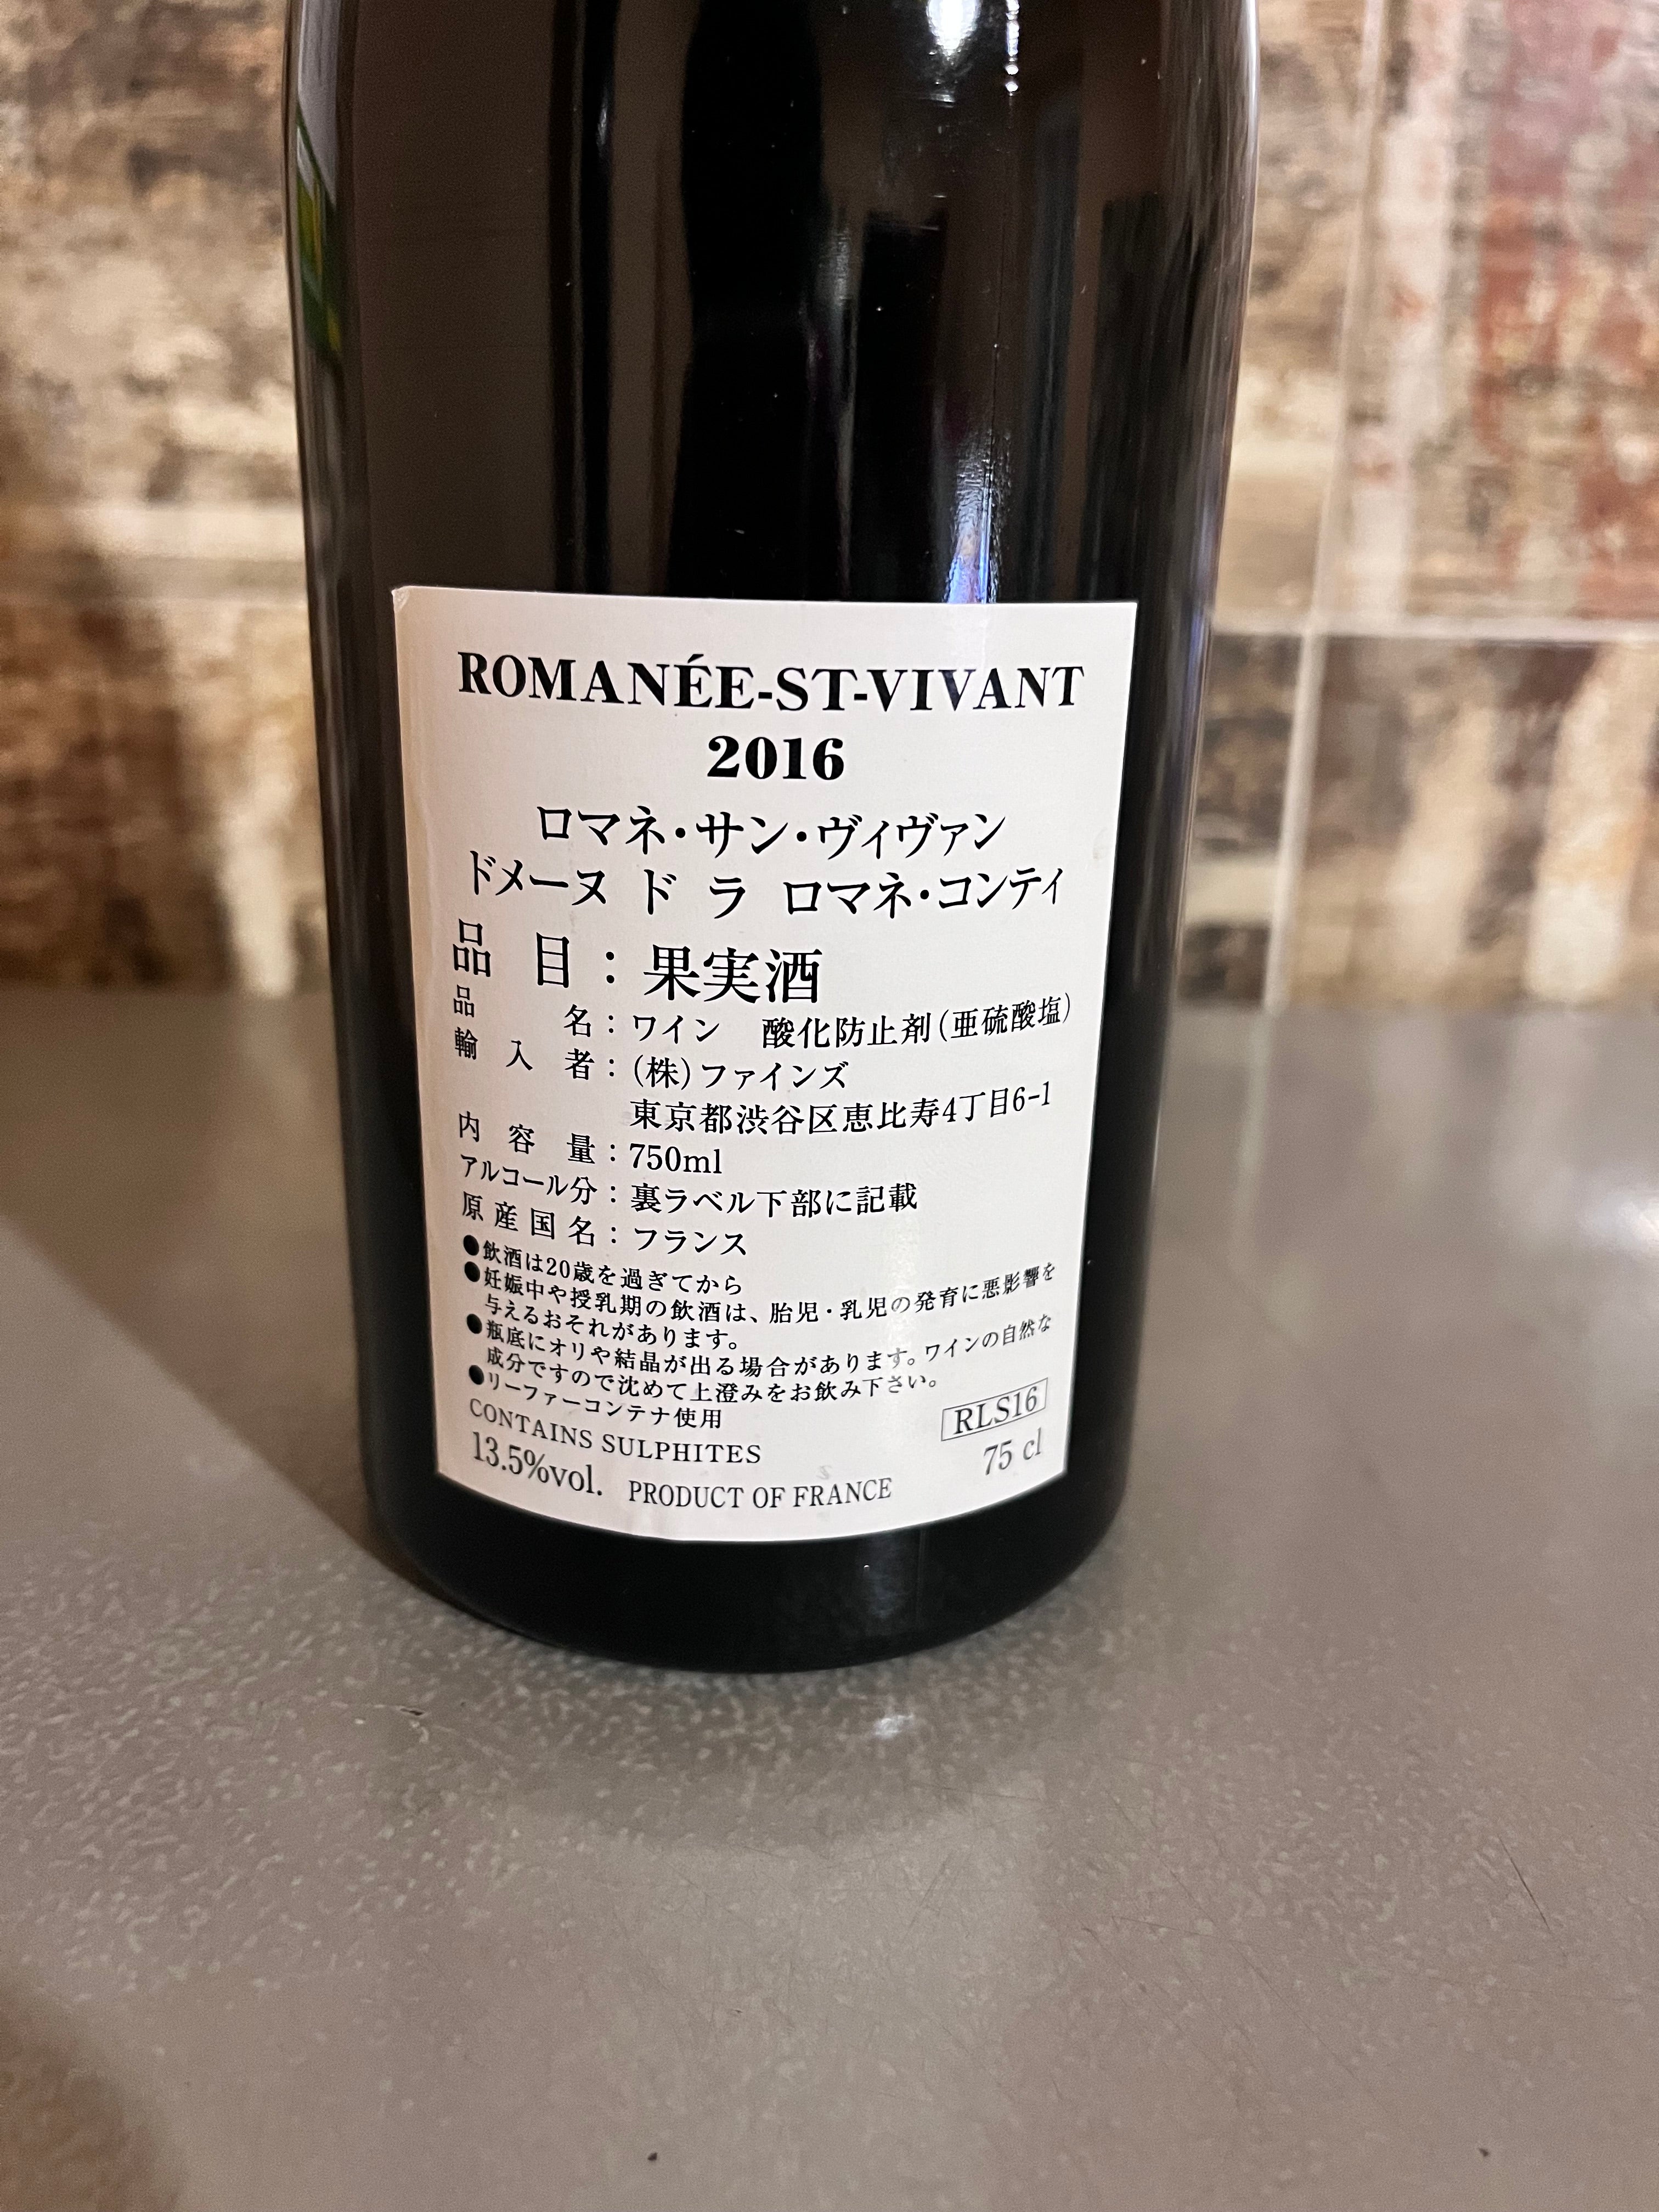 ROMANÉE-ST-VIVANT
2016
ロマネ・サン・ヴィヴァン
ドメーヌ ド ラ ロマネ・コンティ
品 目：果実酒
品 名：ワイン 酸化防止剤(亜硫酸塩)
輸 入 者：(株)ファインズ
東京都渋谷区恵比寿4丁目6-1
内 容 量：750ml
アルコール分：裏ラベル下部に記載
原 産 国 名：フランス
●飲酒は20歳を過ぎてから
●妊娠中や授乳期の飲酒は、胎児・乳児の発育に悪影響を
与えるおそれがあります。
●瓶底にオリや結晶が出る場合があります。ワインの自然な
成分ですので沈めて上澄みをお飲み下さい。
●リーファーコンテナ使用
RLS16
CONTAINS SULPHITES
75 cl
13.5%vol. PRODUCT OF FRANCE